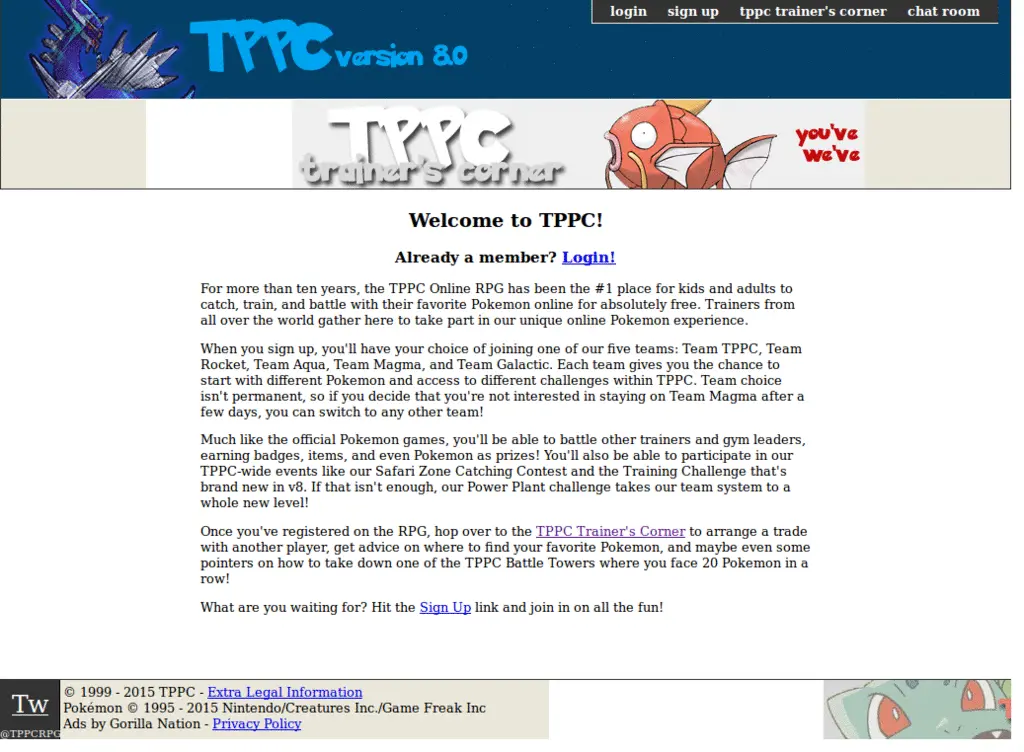 login sign up tppc trainer's corner chat room
TPPC version 8.0
TPPC
trainer's corner
you've
we've
Welcome to TPPC!
Already a member? Login!
For more than ten years, the TPPC Online RPG has been the #1 place for kids and adults to
catch, train, and battle with their favorite Pokemon online for absolutely free. Trainers from
all over the world gather here to take part in our unique online Pokemon experience.
When you sign up, you'll have your choice of joining one of our five teams: Team TPPC, Team
Rocket, Team Aqua, Team Magma, and Team Galactic. Each team gives you the chance to
start with different Pokemon and access to different challenges within TPPC. Team choice
isn't permanent, so if you decide that you're not interested in staying on Team Magma after a
few days, you can switch to any other team!
Much like the official Pokemon games, you'll be able to battle other trainers and gym leaders,
earning badges, items, and even Pokemon as prizes! You'll also be able to participate in our
TPPC-wide events like our Safari Zone Catching Contest and the Training Challenge that's
brand new in v8. If that isn't enough, our Power Plant challenge takes our team system to a
whole new level!
Once you've registered on the RPG, hop over to the TPPC Trainer's Corner to arrange a trade
with another player, get advice on where to find your favorite Pokemon, and maybe even some
pointers on how to take down one of the TPPC Battle Towers where you face 20 Pokemon in a
row!
What are you waiting for? Hit the Sign Up link and join in on all the fun!
Tw
@TPPCRPG
© 1999 - 2015 TPPC - Extra Legal Information
Pokémon © 1995 - 2015 Nintendo/Creatures Inc./Game Freak Inc
Ads by Gorilla Nation - Privacy Policy